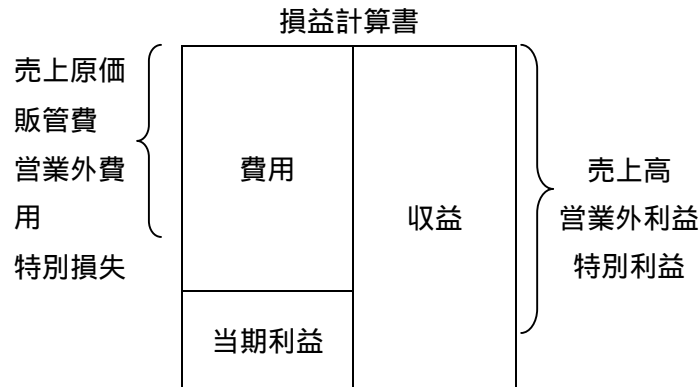 損益計算書
売上原価
販管費
営業外費
用
特別損失
費用
当期利益
収益
売上高
営業外利益
特別利益